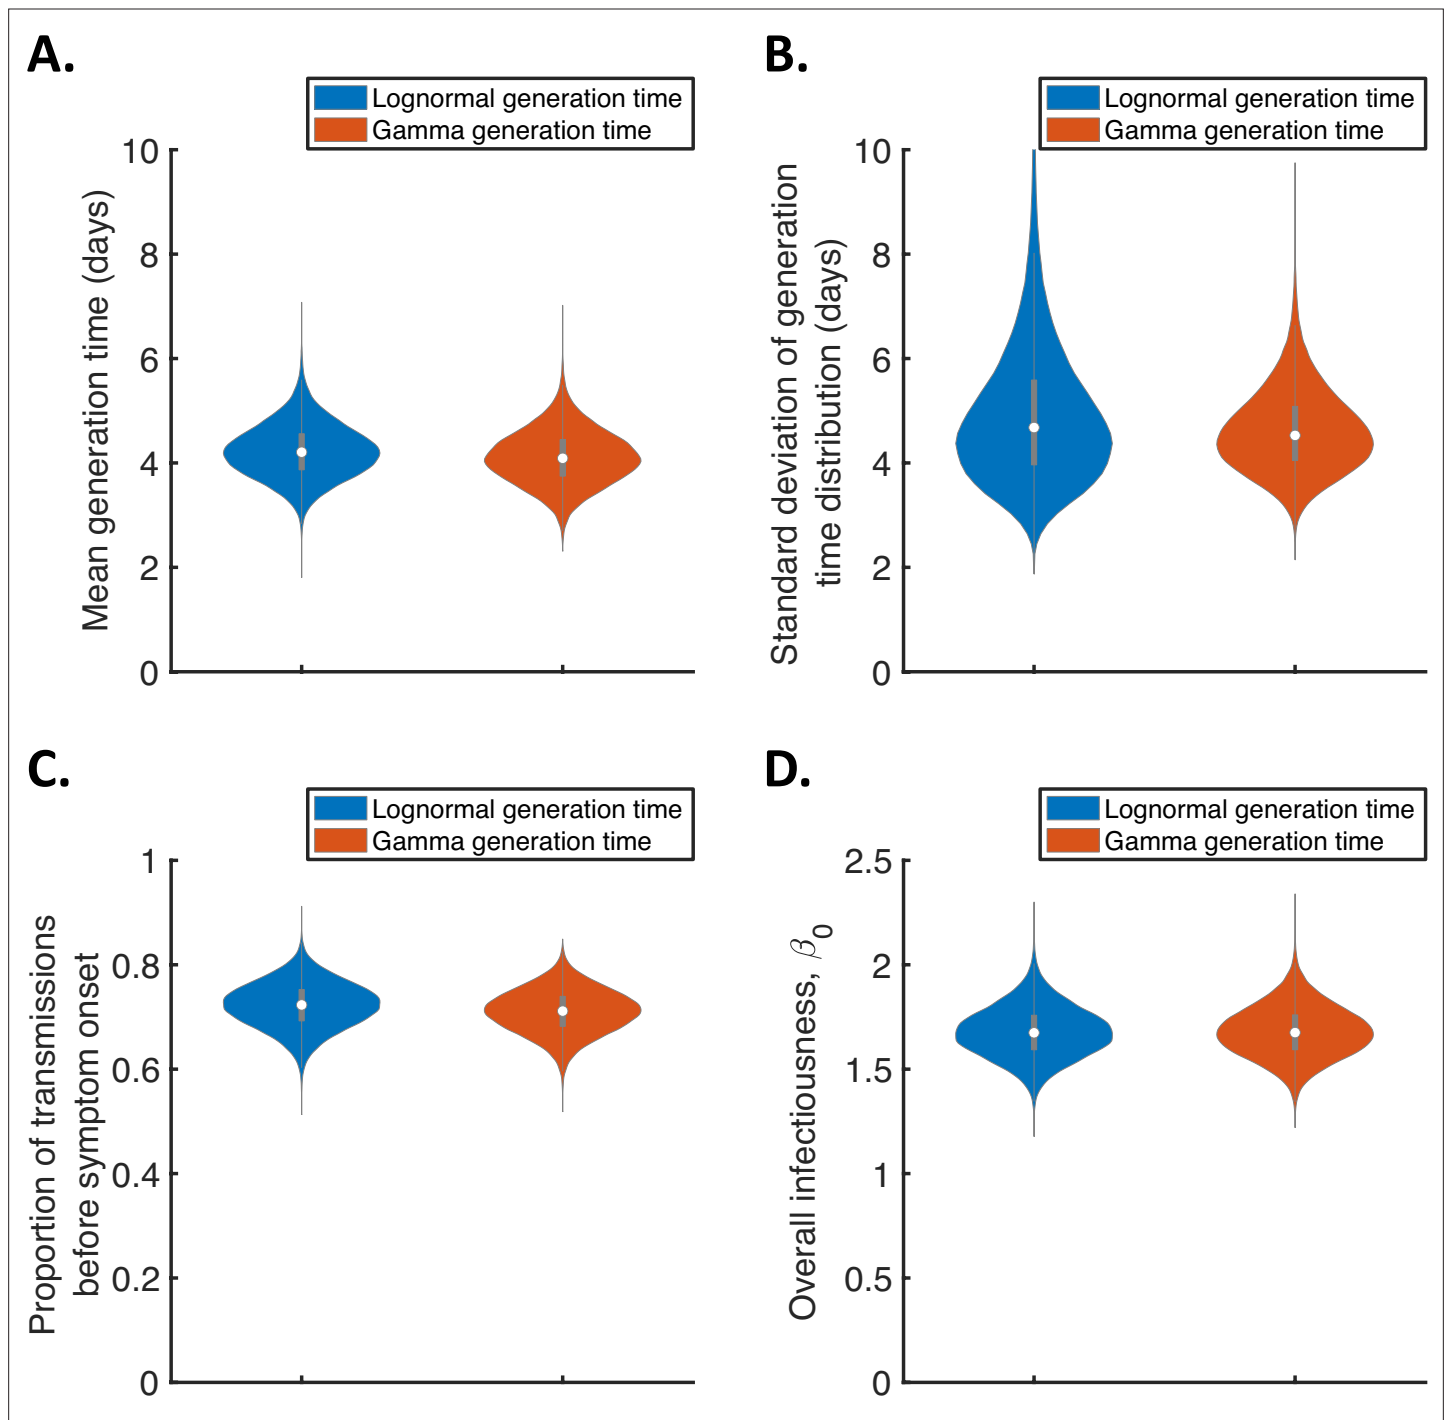 A.
Lognormal generation time
Gamma generation time
10
8
6
4
2
0
Mean generation time (days)
B.
Lognormal generation time
Gamma generation time
10
8
6
4
2
0
Standard deviation of generation
time distribution (days)
C.
Lognormal generation time
Gamma generation time
1
0.8
0.6
0.4
0.2
0
Proportion of transmissions
before symptom onset
D.
Lognormal generation time
Gamma generation time
2.5
2
1.5
1
0.5
0
Overall infectiousness, β0